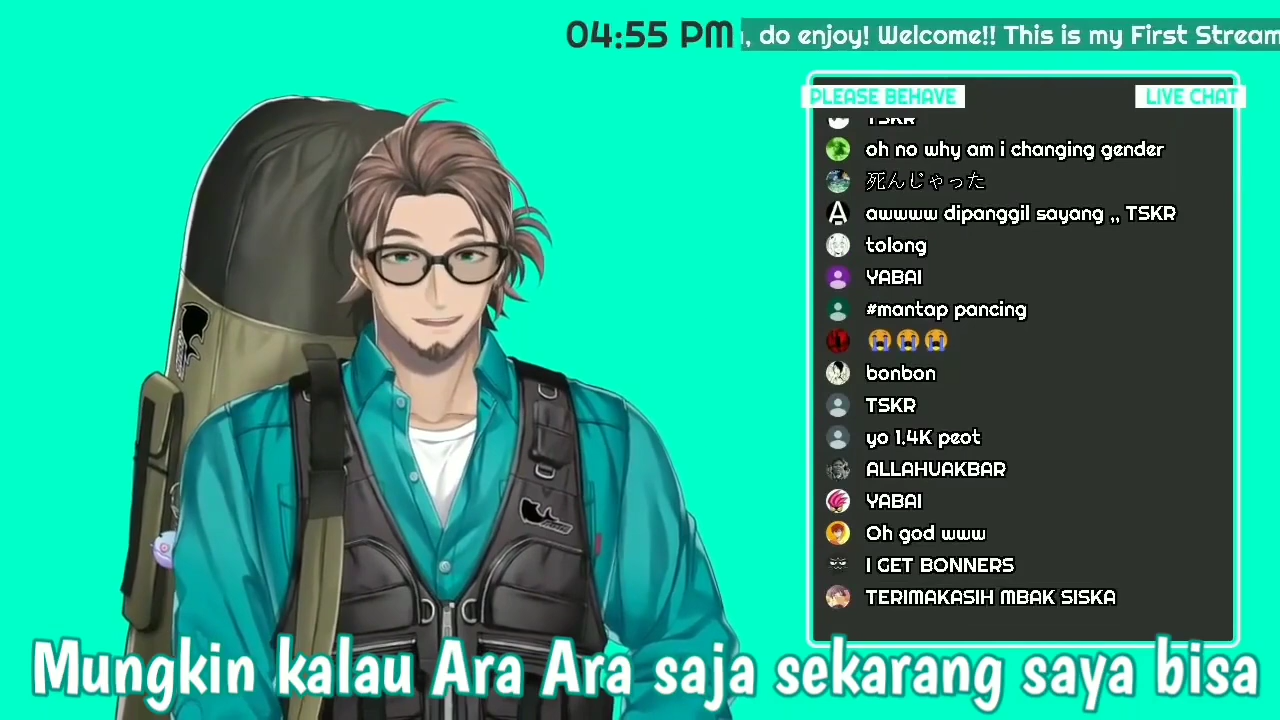 04:55 PM
, do enjoy! Welcome!! This is my First Stream
PLEASE BEHAVE
LIVE CHAT
TSKR
oh no why am i changing gender
死んじゃった
awwww dipanggil sayang ,, TSKR
tolong
YABAI
#mantap pancing
😭😭😭
bonbon
TSKR
yo 1.4K peot
ALLAHUAKBAR
YABAI
Oh god www
I GET BONNERS
TERIMAKASIH MBAK SISKA
Mungkin kalau Ara Ara saja sekarang saya bisa